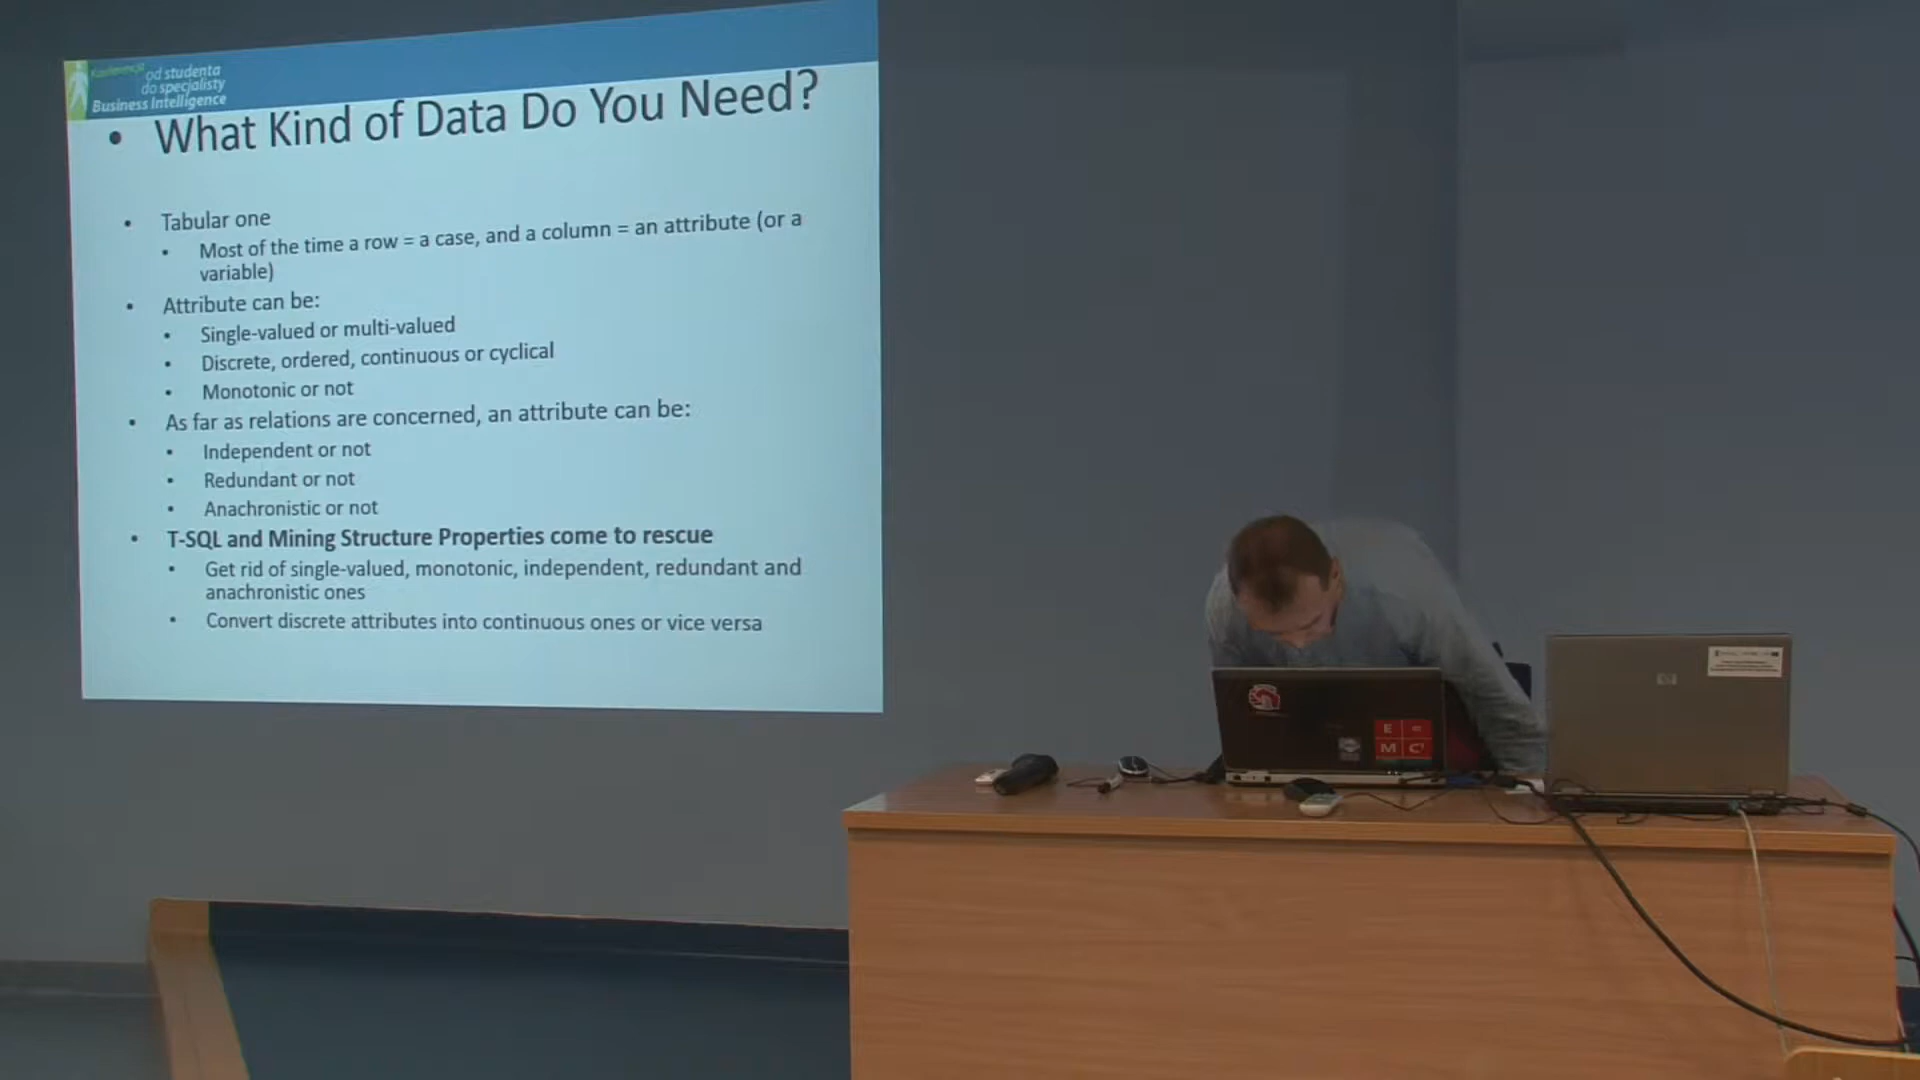 Konferencja
od studenta
do specjalisty
Business Intelligence
• What Kind of Data Do You Need?
• Tabular one
• Most of the time a row = a case, and a column = an attribute (or a
variable)
• Attribute can be:
• Single-valued or multi-valued
• Discrete, ordered, continuous or cyclical
• Monotonic or not
• As far as relations are concerned, an attribute can be:
• Independent or not
• Redundant or not
• Anachronistic or not
• T-SQL and Mining Structure Properties come to rescue
• Get rid of single-valued, monotonic, independent, redundant and
anachronistic ones
• Convert discrete attributes into continuous ones or vice versa
E =
M C²
hp